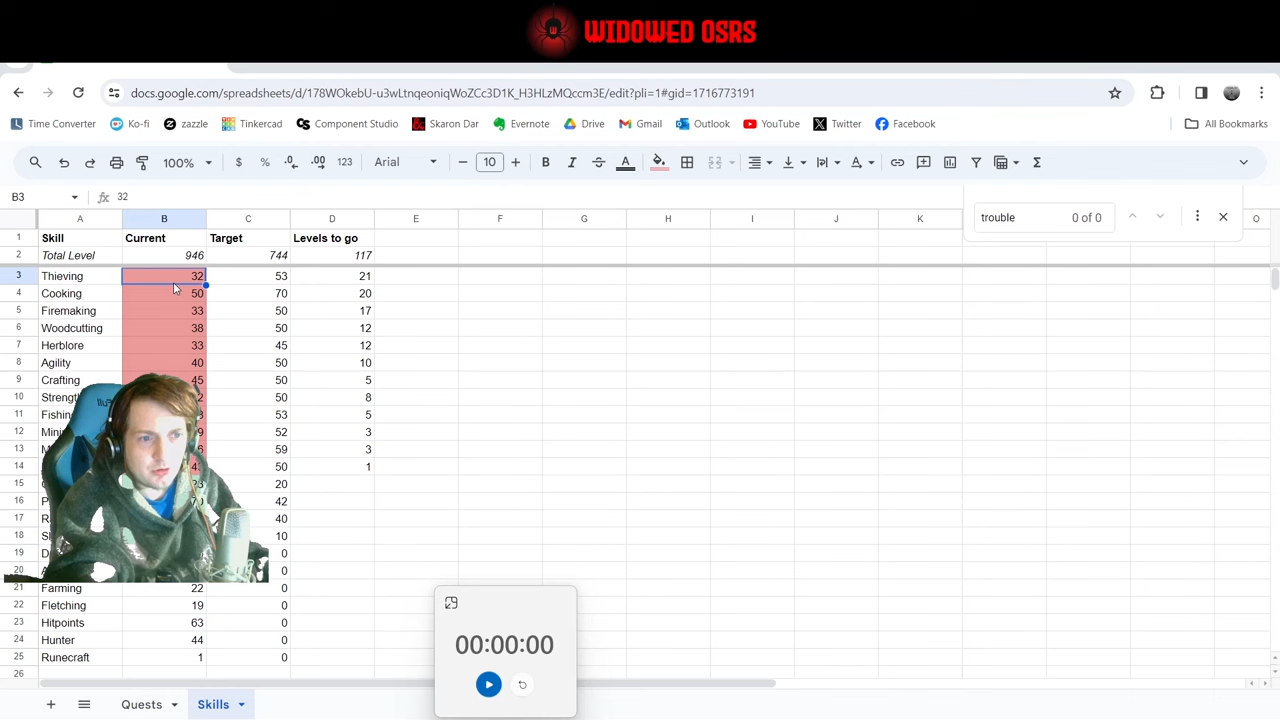 WIDOWED OSRS
docs.google.com/spreadsheets/d/178WOkebU-u3wLtnqeoniqWoZCc3D1K_H3HLzMQccm3E/edit?pli=1#gid=1716773191
Time Converter Ko-fi zazzle Tinkercad Component Studio Skaron Dar Evernote Drive Gmail Outlook YouTube Twitter Facebook All Bookmarks
100% $ % .0 .00 123 Arial 10 B I S A A Σ
B3 fx 32
trouble 0 of 0
A B C D E F G H I J K O
1 Skill Current Target Levels to go
2 Total Level 946 744 117
3 Thieving 32 53 21
4 Cooking 50 70 20
5 Firemaking 33 50 17
6 Woodcutting 38 50 12
7 Herblore 33 45 12
8 Agility 40 50 10
9 Crafting 45 50 5
10 50 8
11 53 5
12 52 3
13 59 3
14 50 1
15 20
16 42
17 40
18 10
19 0
20 0
21 Farming 22 0
22 Fletching 19 0
23 Hitpoints 63 0
24 Hunter 44 0
25 Runecraft 1 0
26
00:00:00
Quests Skills